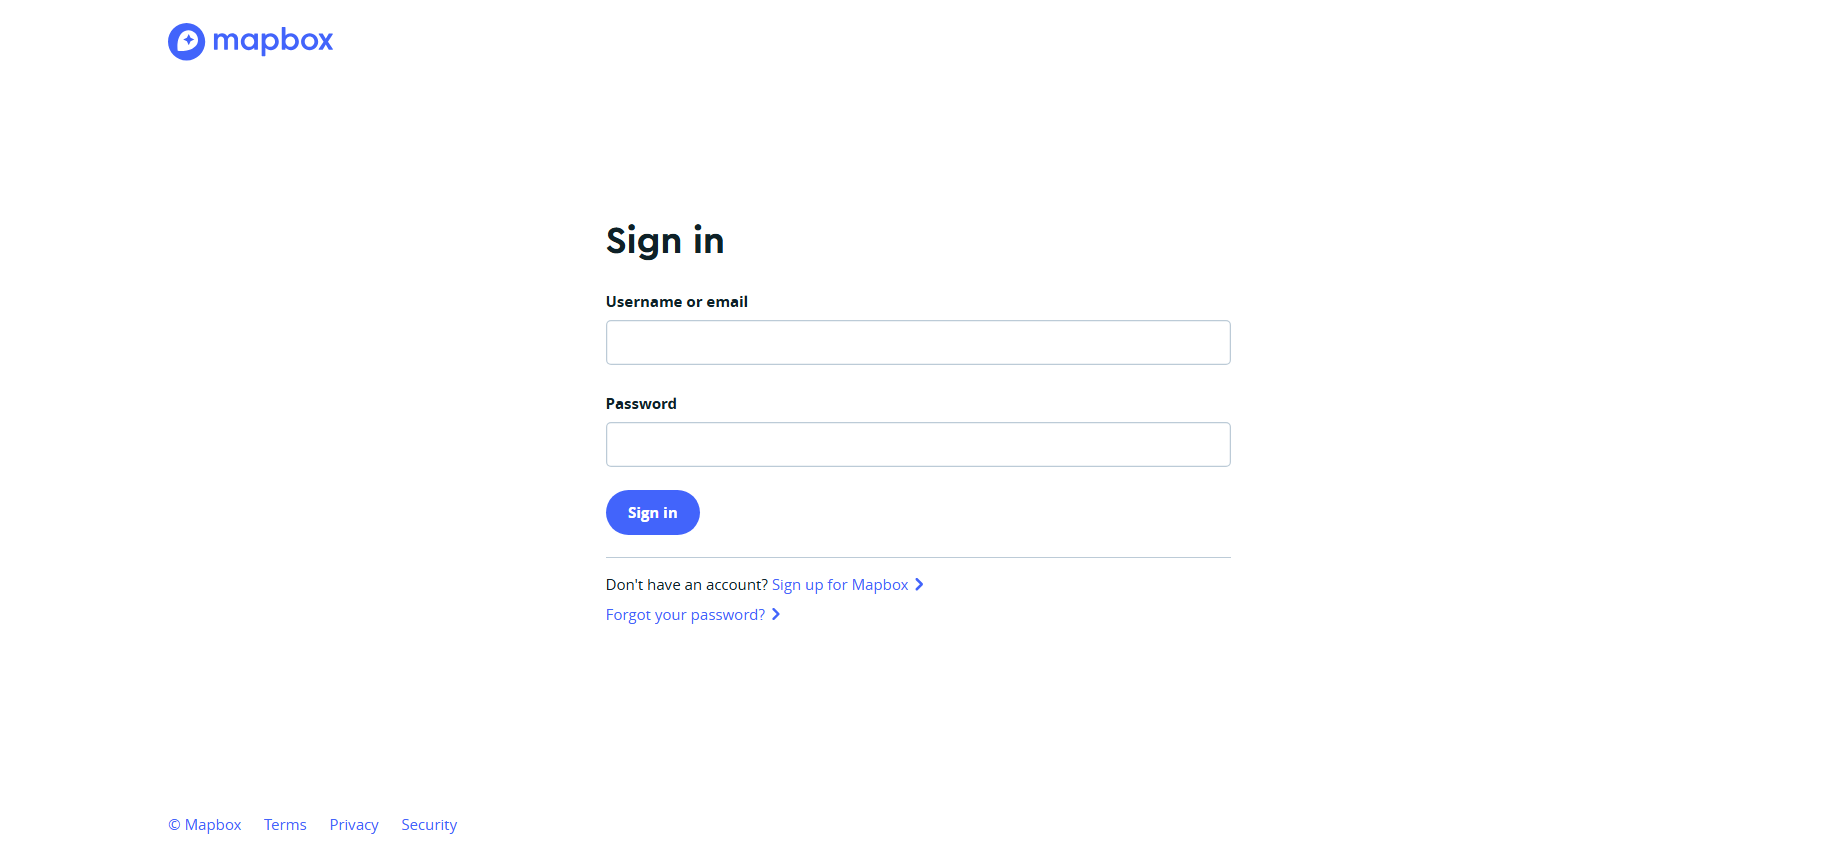 mapbox
Sign in
Username or email
Password
Sign in
Don't have an account? Sign up for Mapbox
Forgot your password?
© Mapbox Terms Privacy Security